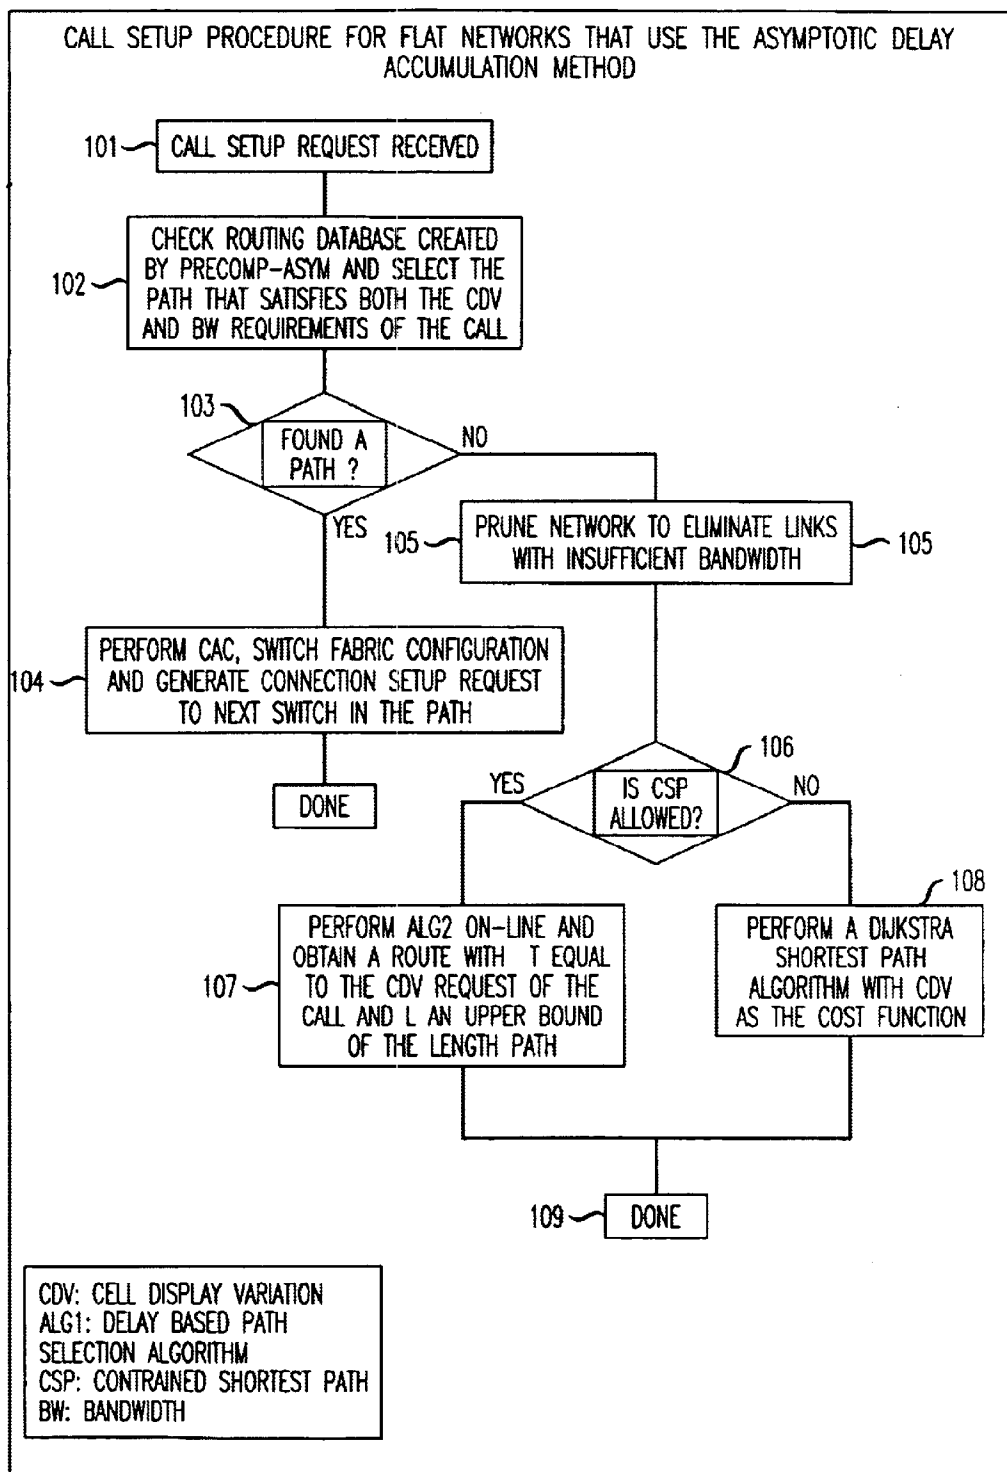 CALL SETUP PROCEDURE FOR FLAT NETWORKS THAT USE THE ASYMPTOTIC DELAY
ACCUMULATION METHOD
101
CALL SETUP REQUEST RECEIVED
102
CHECK ROUTING DATABASE CREATED
BY PRECOMP-ASYM AND SELECT THE
PATH THAT SATISFIES BOTH THE CDV
AND BW REQUIREMENTS OF THE CALL
103
FOUND A
PATH ?
NO
YES
105
PRUNE NETWORK TO ELIMINATE LINKS
WITH INSUFFICIENT BANDWIDTH
105
104
PERFORM CAC, SWITCH FABRIC CONFIGURATION
AND GENERATE CONNECTION SETUP REQUEST
TO NEXT SWITCH IN THE PATH
DONE
106
YES
IS CSP
ALLOWED?
NO
107
PERFORM ALG2 ON-LINE AND
OBTAIN A ROUTE WITH T EQUAL
TO THE CDV REQUEST OF THE
CALL AND L AN UPPER BOUND
OF THE LENGTH PATH
108
PERFORM A DIJKSTRA
SHORTEST PATH
ALGORITHM WITH CDV
AS THE COST FUNCTION
109
DONE
CDV: CELL DISPLAY VARIATION
ALG1: DELAY BASED PATH
SELECTION ALGORITHM
CSP: CONTRAINED SHORTEST PATH
BW: BANDWIDTH